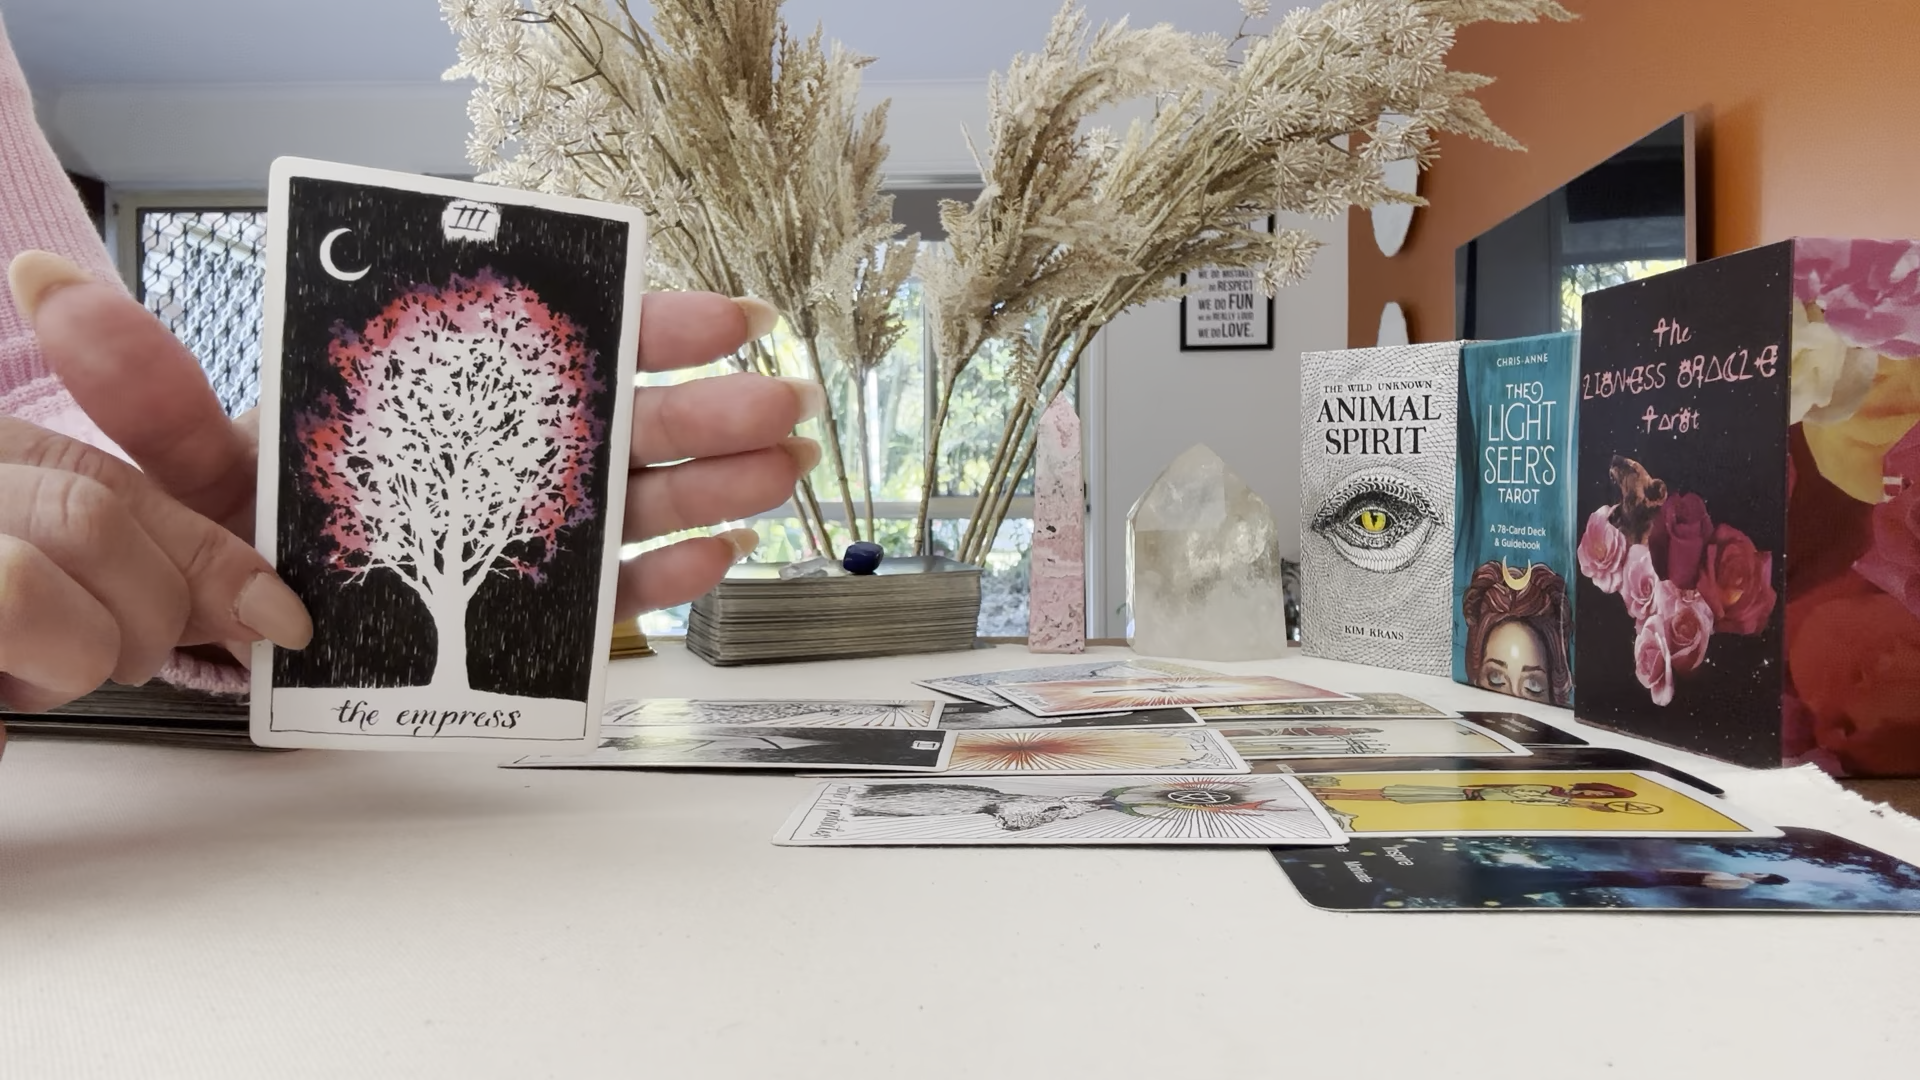 III
the empress
WE DO MISTAKES
WE DO RESPECT
WE DO FUN
WE DO REALLY LOUD
WE DO LOVE.
THE WILD UNKNOWN
ANIMAL
SPIRIT
KIM KRANS
CHRIS-ANNE
THE
LIGHT
SEER'S
TAROT
A 78-Card Deck
& Guidebook
The
LIONESS ORACLE
Tarot
Inspire
Motivate